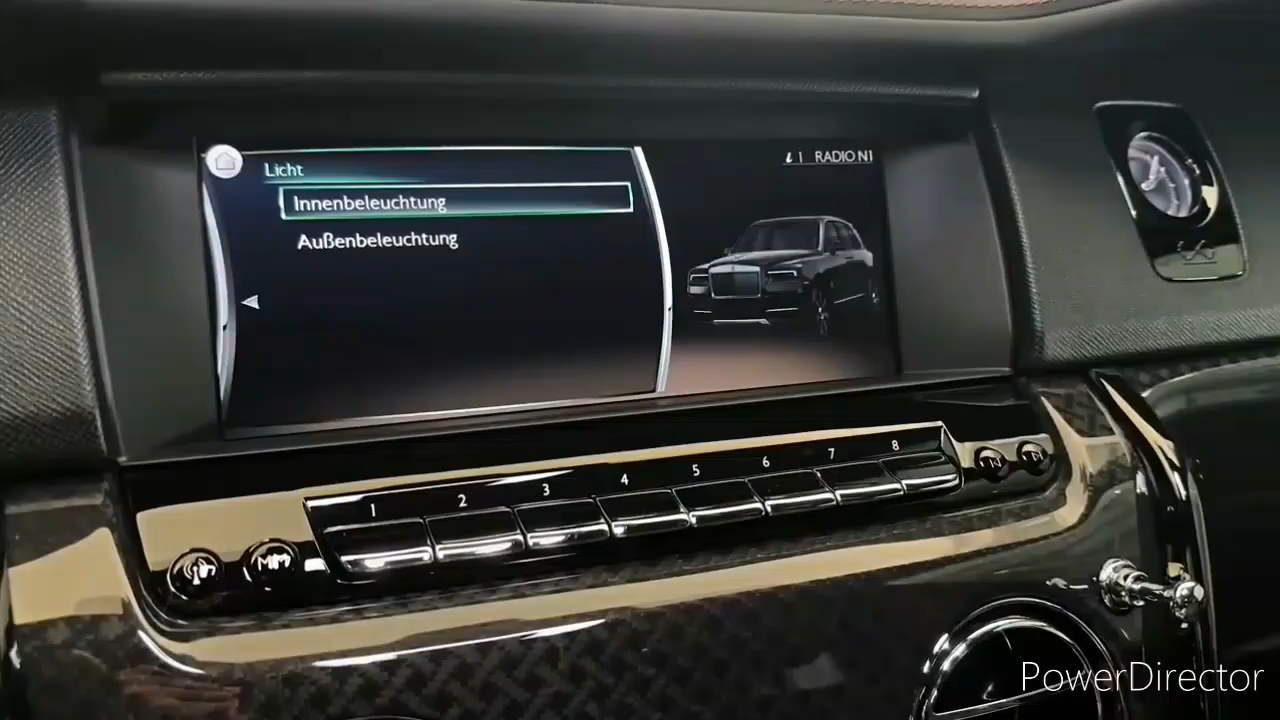 Licht
RADIO N1
Innenbeleuchtung
Außenbeleuchtung
1 2 3 4 5 6 7 8
PowerDirector